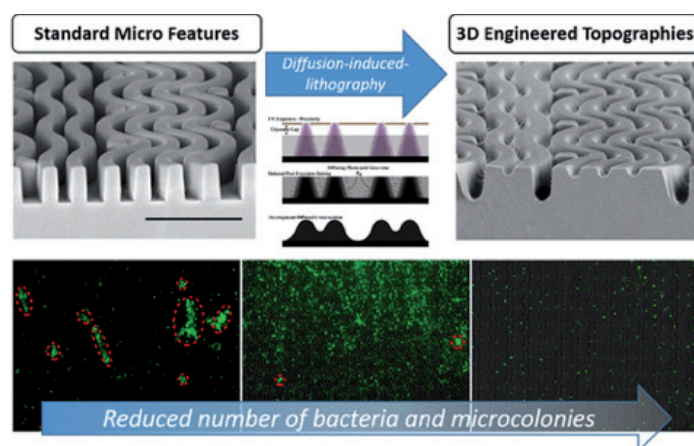 Standard Micro Features
Diffusion-induced-
lithography
3D Engineered Topographies
Reduced number of bacteria and microcolonies